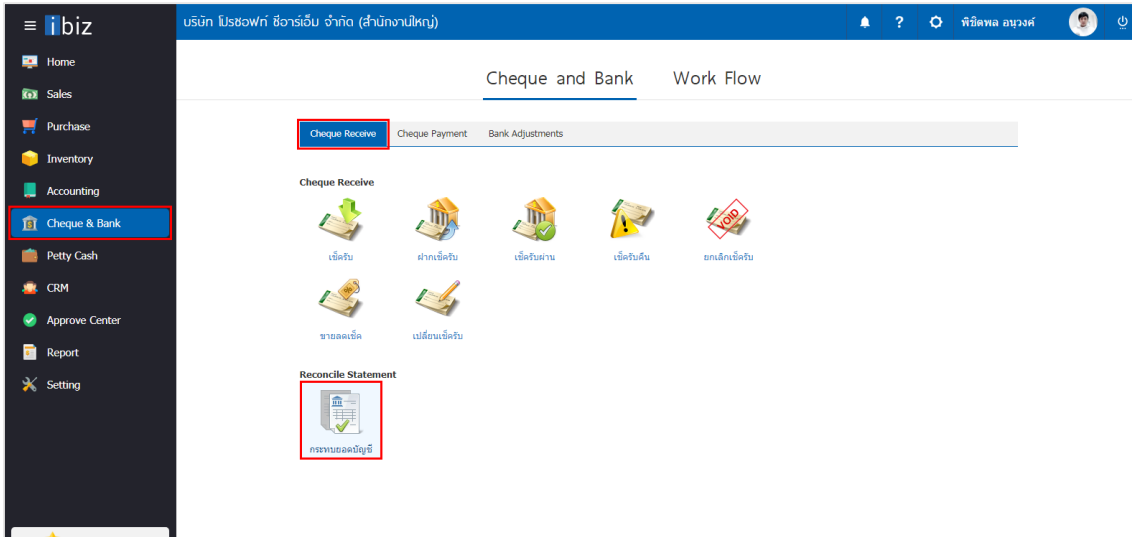 ibiz
บริษัท โปรซอฟท์ ซีอาร์เอ็ม จำกัด (สำนักงานใหญ่)
?
พิชิตพล อนุวงศ์
Home
Sales
Purchase
Inventory
Accounting
Cheque & Bank
Petty Cash
CRM
Approve Center
Report
Setting
Cheque and Bank Work Flow
Cheque Receive Cheque Payment Bank Adjustments
Cheque Receive
VOID
เช็ครับ ฝากเช็ครับ เช็ครับผ่าน เช็ครับคืน ยกเลิกเช็ครับ
ขายลดเช็ค เปลี่ยนเช็ครับ
Reconcile Statement
กระทบยอดบัญชี